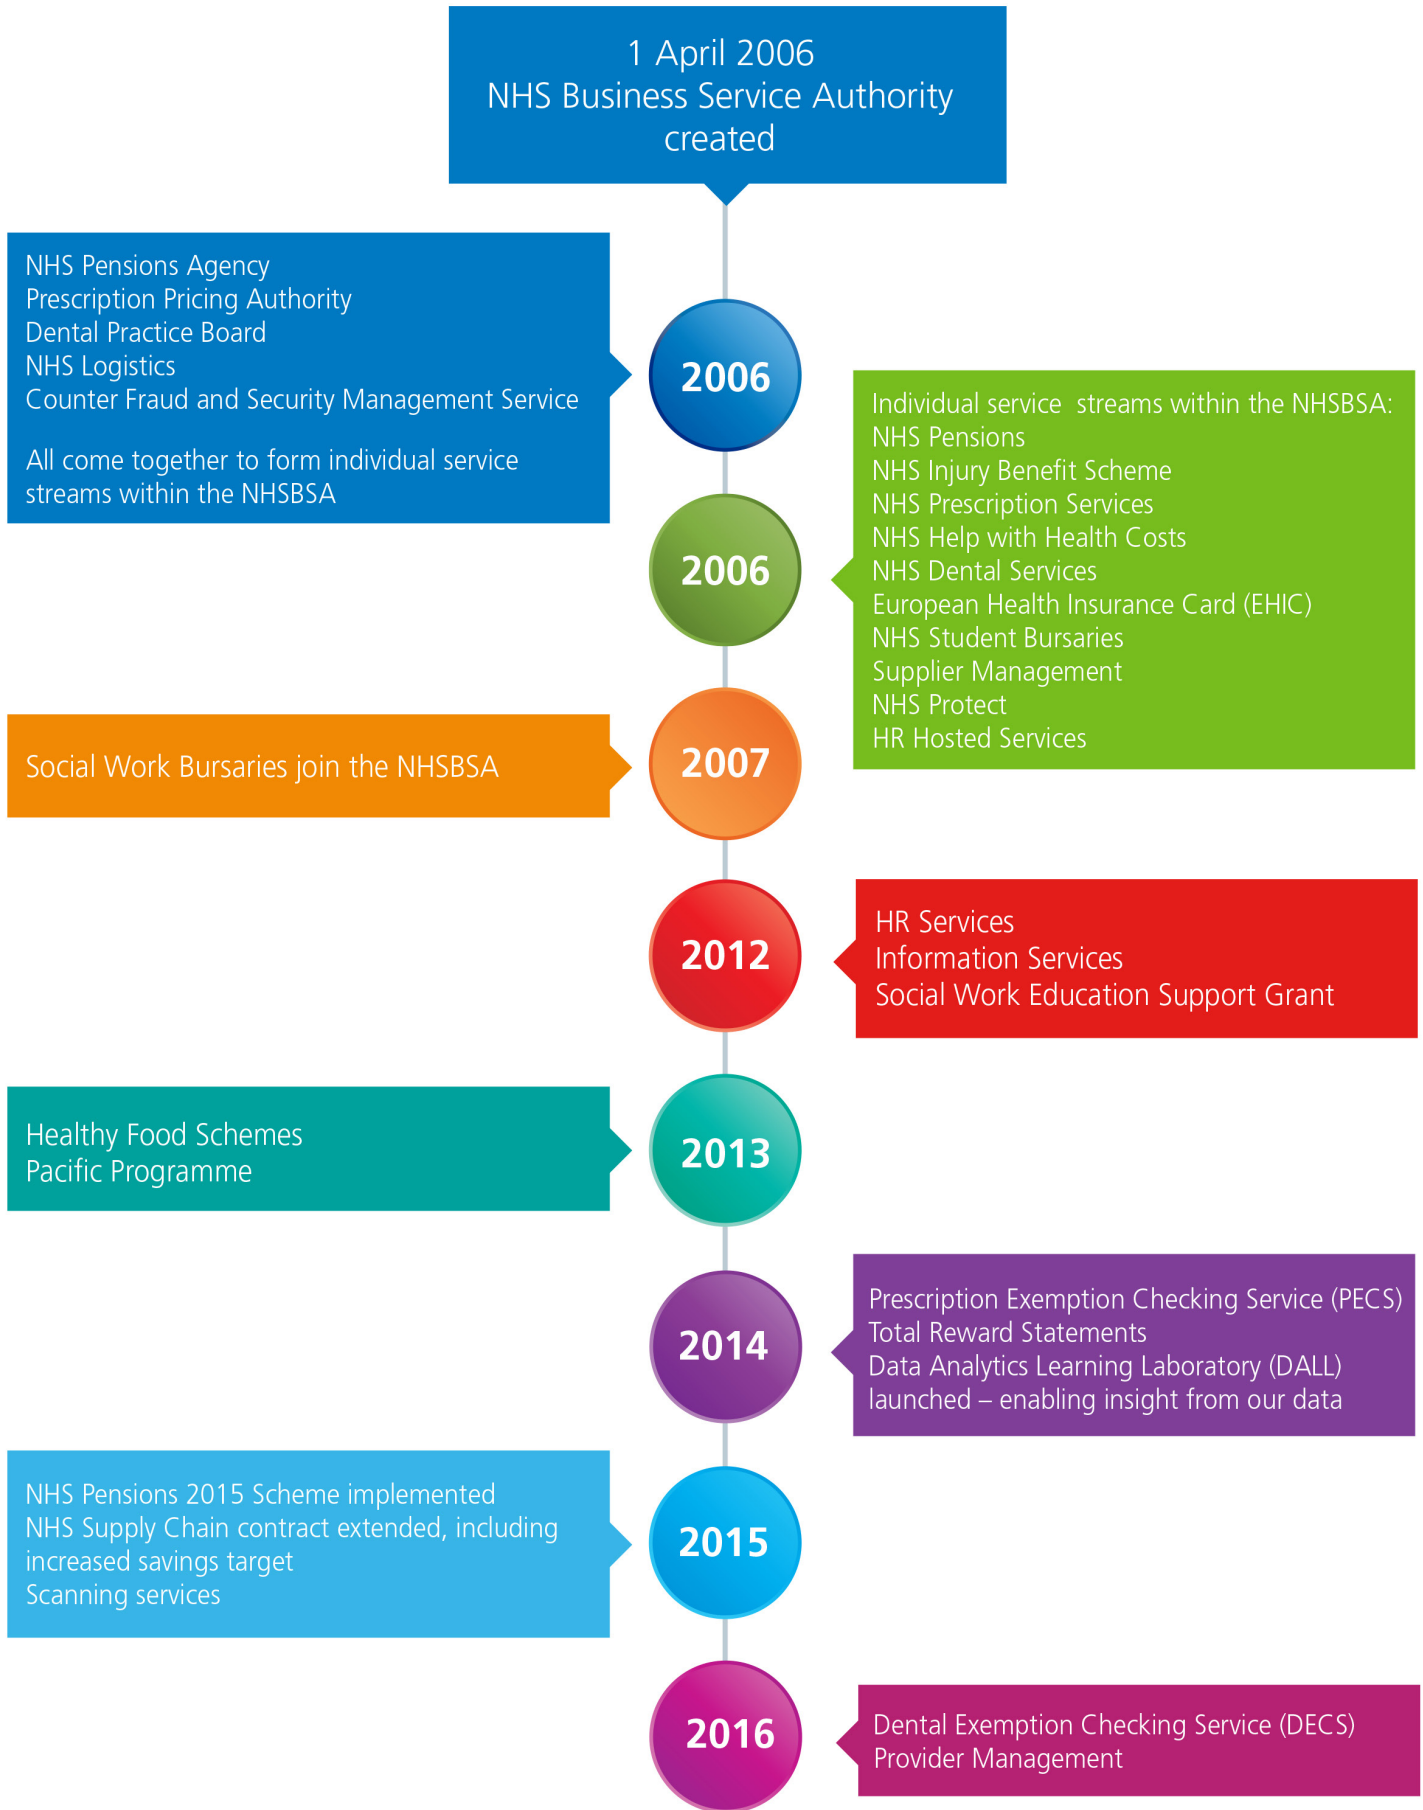 1 April 2006
NHS Business Service Authority
created
NHS Pensions Agency
Prescription Pricing Authority
Dental Practice Board
NHS Logistics
Counter Fraud and Security Management Service
All come together to form individual service
streams within the NHSBSA
2006
Individual service streams within the NHSBSA:
NHS Pensions
NHS Injury Benefit Scheme
NHS Prescription Services
NHS Help with Health Costs
NHS Dental Services
European Health Insurance Card (EHIC)
NHS Student Bursaries
Supplier Management
NHS Protect
HR Hosted Services
2006
Social Work Bursaries join the NHSBSA
2007
HR Services
Information Services
Social Work Education Support Grant
2012
Healthy Food Schemes
Pacific Programme
2013
Prescription Exemption Checking Service (PECS)
Total Reward Statements
Data Analytics Learning Laboratory (DALL)
launched – enabling insight from our data
2014
NHS Pensions 2015 Scheme implemented
NHS Supply Chain contract extended, including
increased savings target
Scanning services
2015
Dental Exemption Checking Service (DECS)
Provider Management
2016